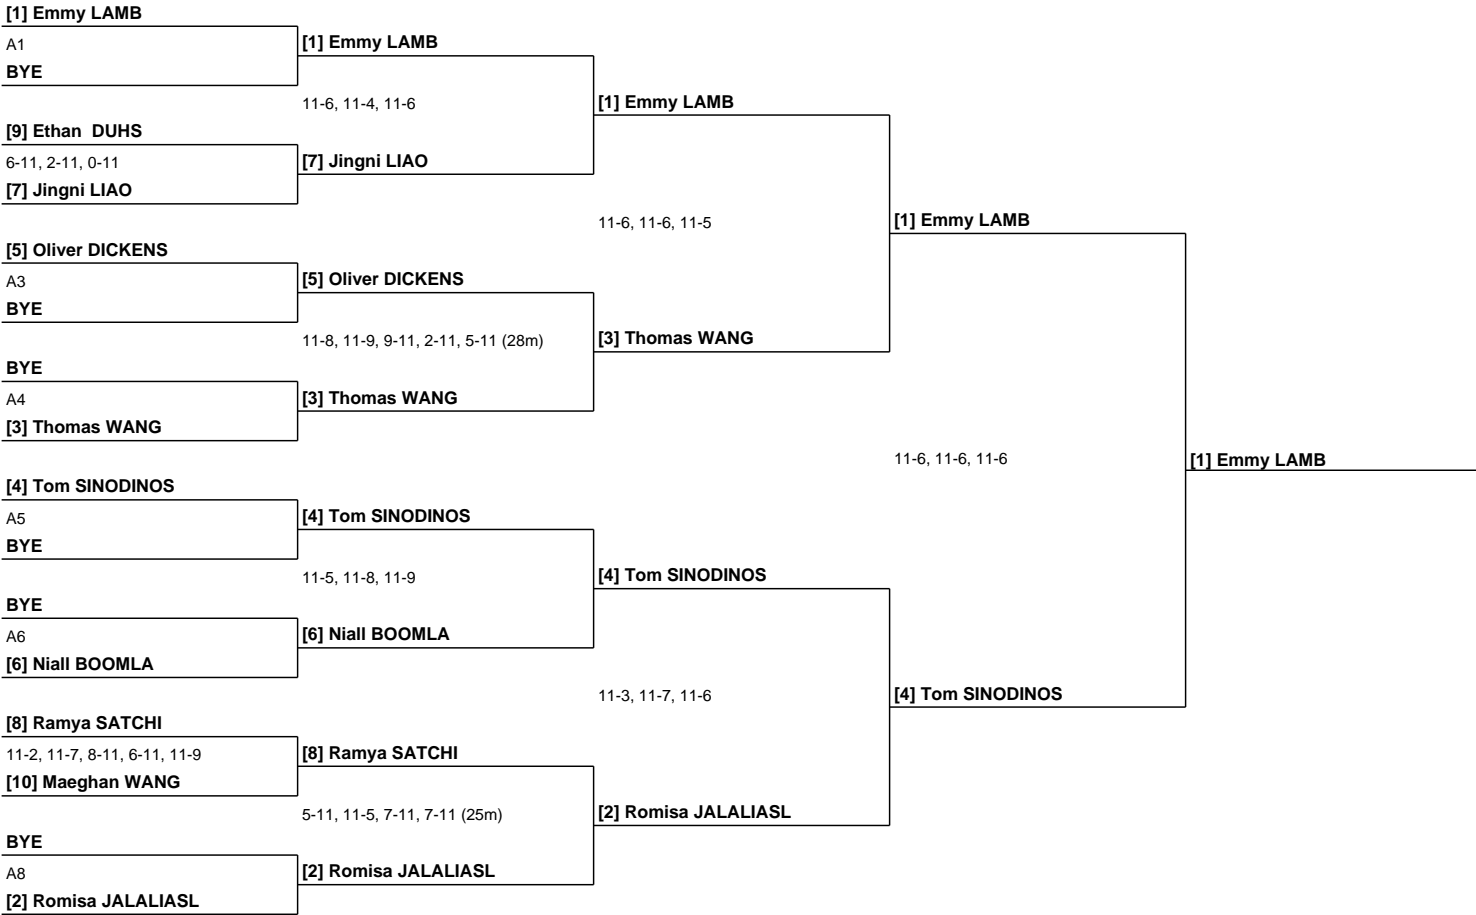 [1] Emmy LAMB
A1
BYE
[9] Ethan  DUHS
6-11, 2-11, 0-11
[7] Jingni LIAO
[5] Oliver DICKENS
A3
BYE
BYE
A4
[3] Thomas WANG
[4] Tom SINODINOS
A5
BYE
BYE
A6
[6] Niall BOOMLA
[8] Ramya SATCHI
11-2, 11-7, 8-11, 6-11, 11-9
[10] Maeghan WANG
BYE
A8
[2] Romisa JALALIASL
[1] Emmy LAMB
11-6, 11-4, 11-6
[7] Jingni LIAO
[5] Oliver DICKENS
11-8, 11-9, 9-11, 2-11, 5-11 (28m)
[3] Thomas WANG
[4] Tom SINODINOS
11-5, 11-8, 11-9
[6] Niall BOOMLA
[8] Ramya SATCHI
5-11, 11-5, 7-11, 7-11 (25m)
[2] Romisa JALALIASL
[1] Emmy LAMB
11-6, 11-6, 11-5
[3] Thomas WANG
[4] Tom SINODINOS
11-3, 11-7, 11-6
[2] Romisa JALALIASL
[1] Emmy LAMB
11-6, 11-6, 11-6
[4] Tom SINODINOS
[1] Emmy LAMB